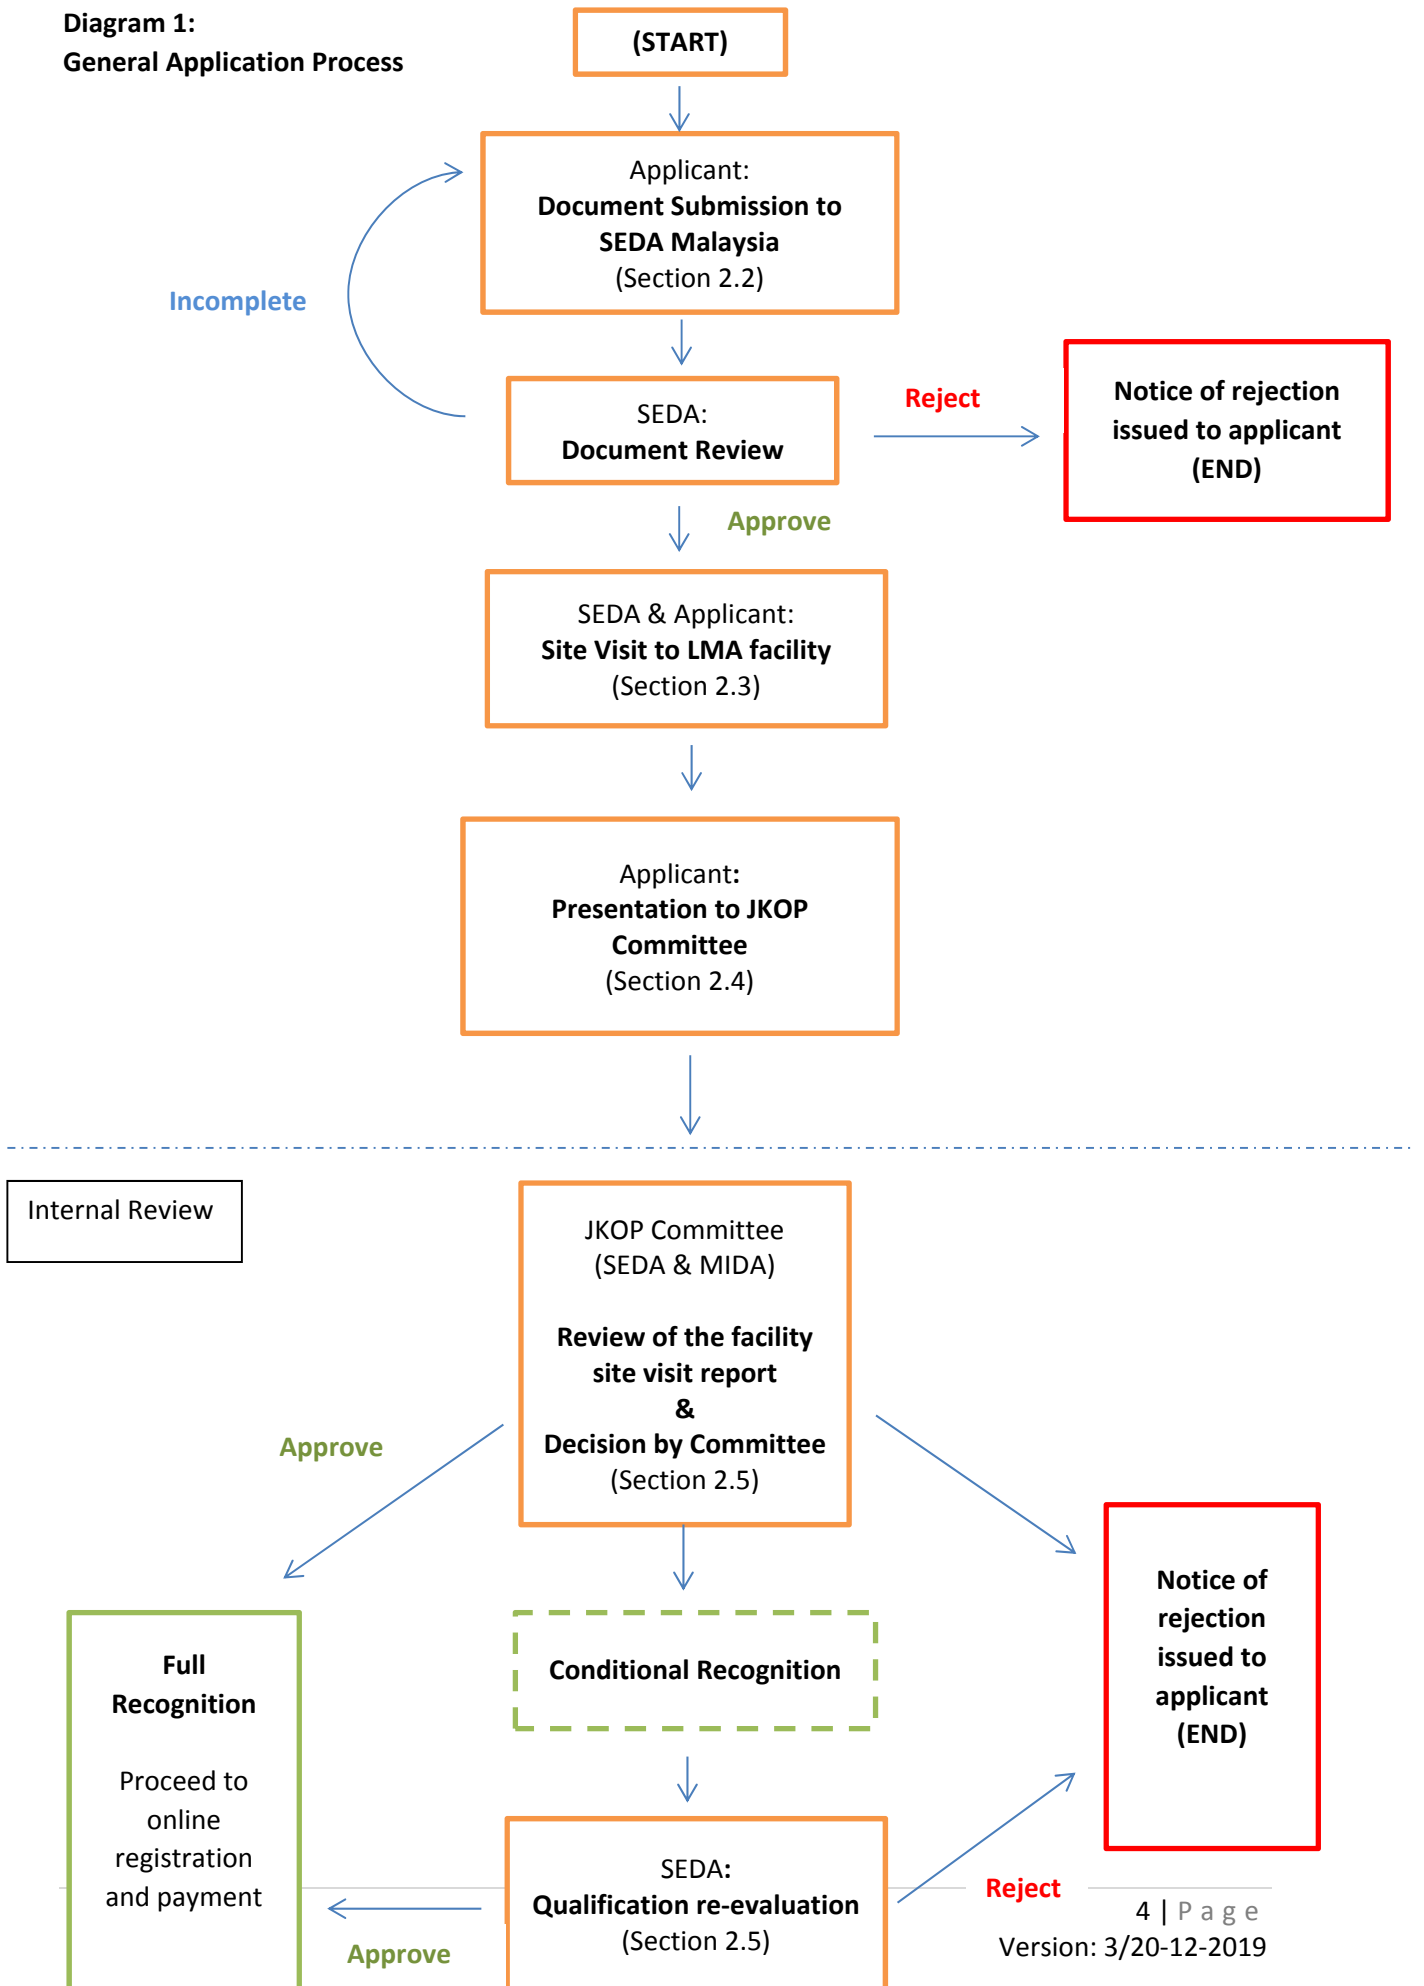 Diagram 1:
General Application Process
(START)
Applicant:
Document Submission to
SEDA Malaysia
(Section 2.2)
Incomplete
SEDA:
Document Review
Reject
Notice of rejection
issued to applicant
(END)
Approve
SEDA & Applicant:
Site Visit to LMA facility
(Section 2.3)
Applicant:
Presentation to JKOP
Committee
(Section 2.4)
Internal Review
JKOP Committee
(SEDA & MIDA)
Review of the facility
site visit report
&
Decision by Committee
(Section 2.5)
Approve
Full
Recognition
Proceed to
online
registration
and payment
Conditional Recognition
Notice of
rejection
issued to
applicant
(END)
SEDA:
Qualification re-evaluation
(Section 2.5)
Approve
Reject
4 | Page
Version: 3/20-12-2019